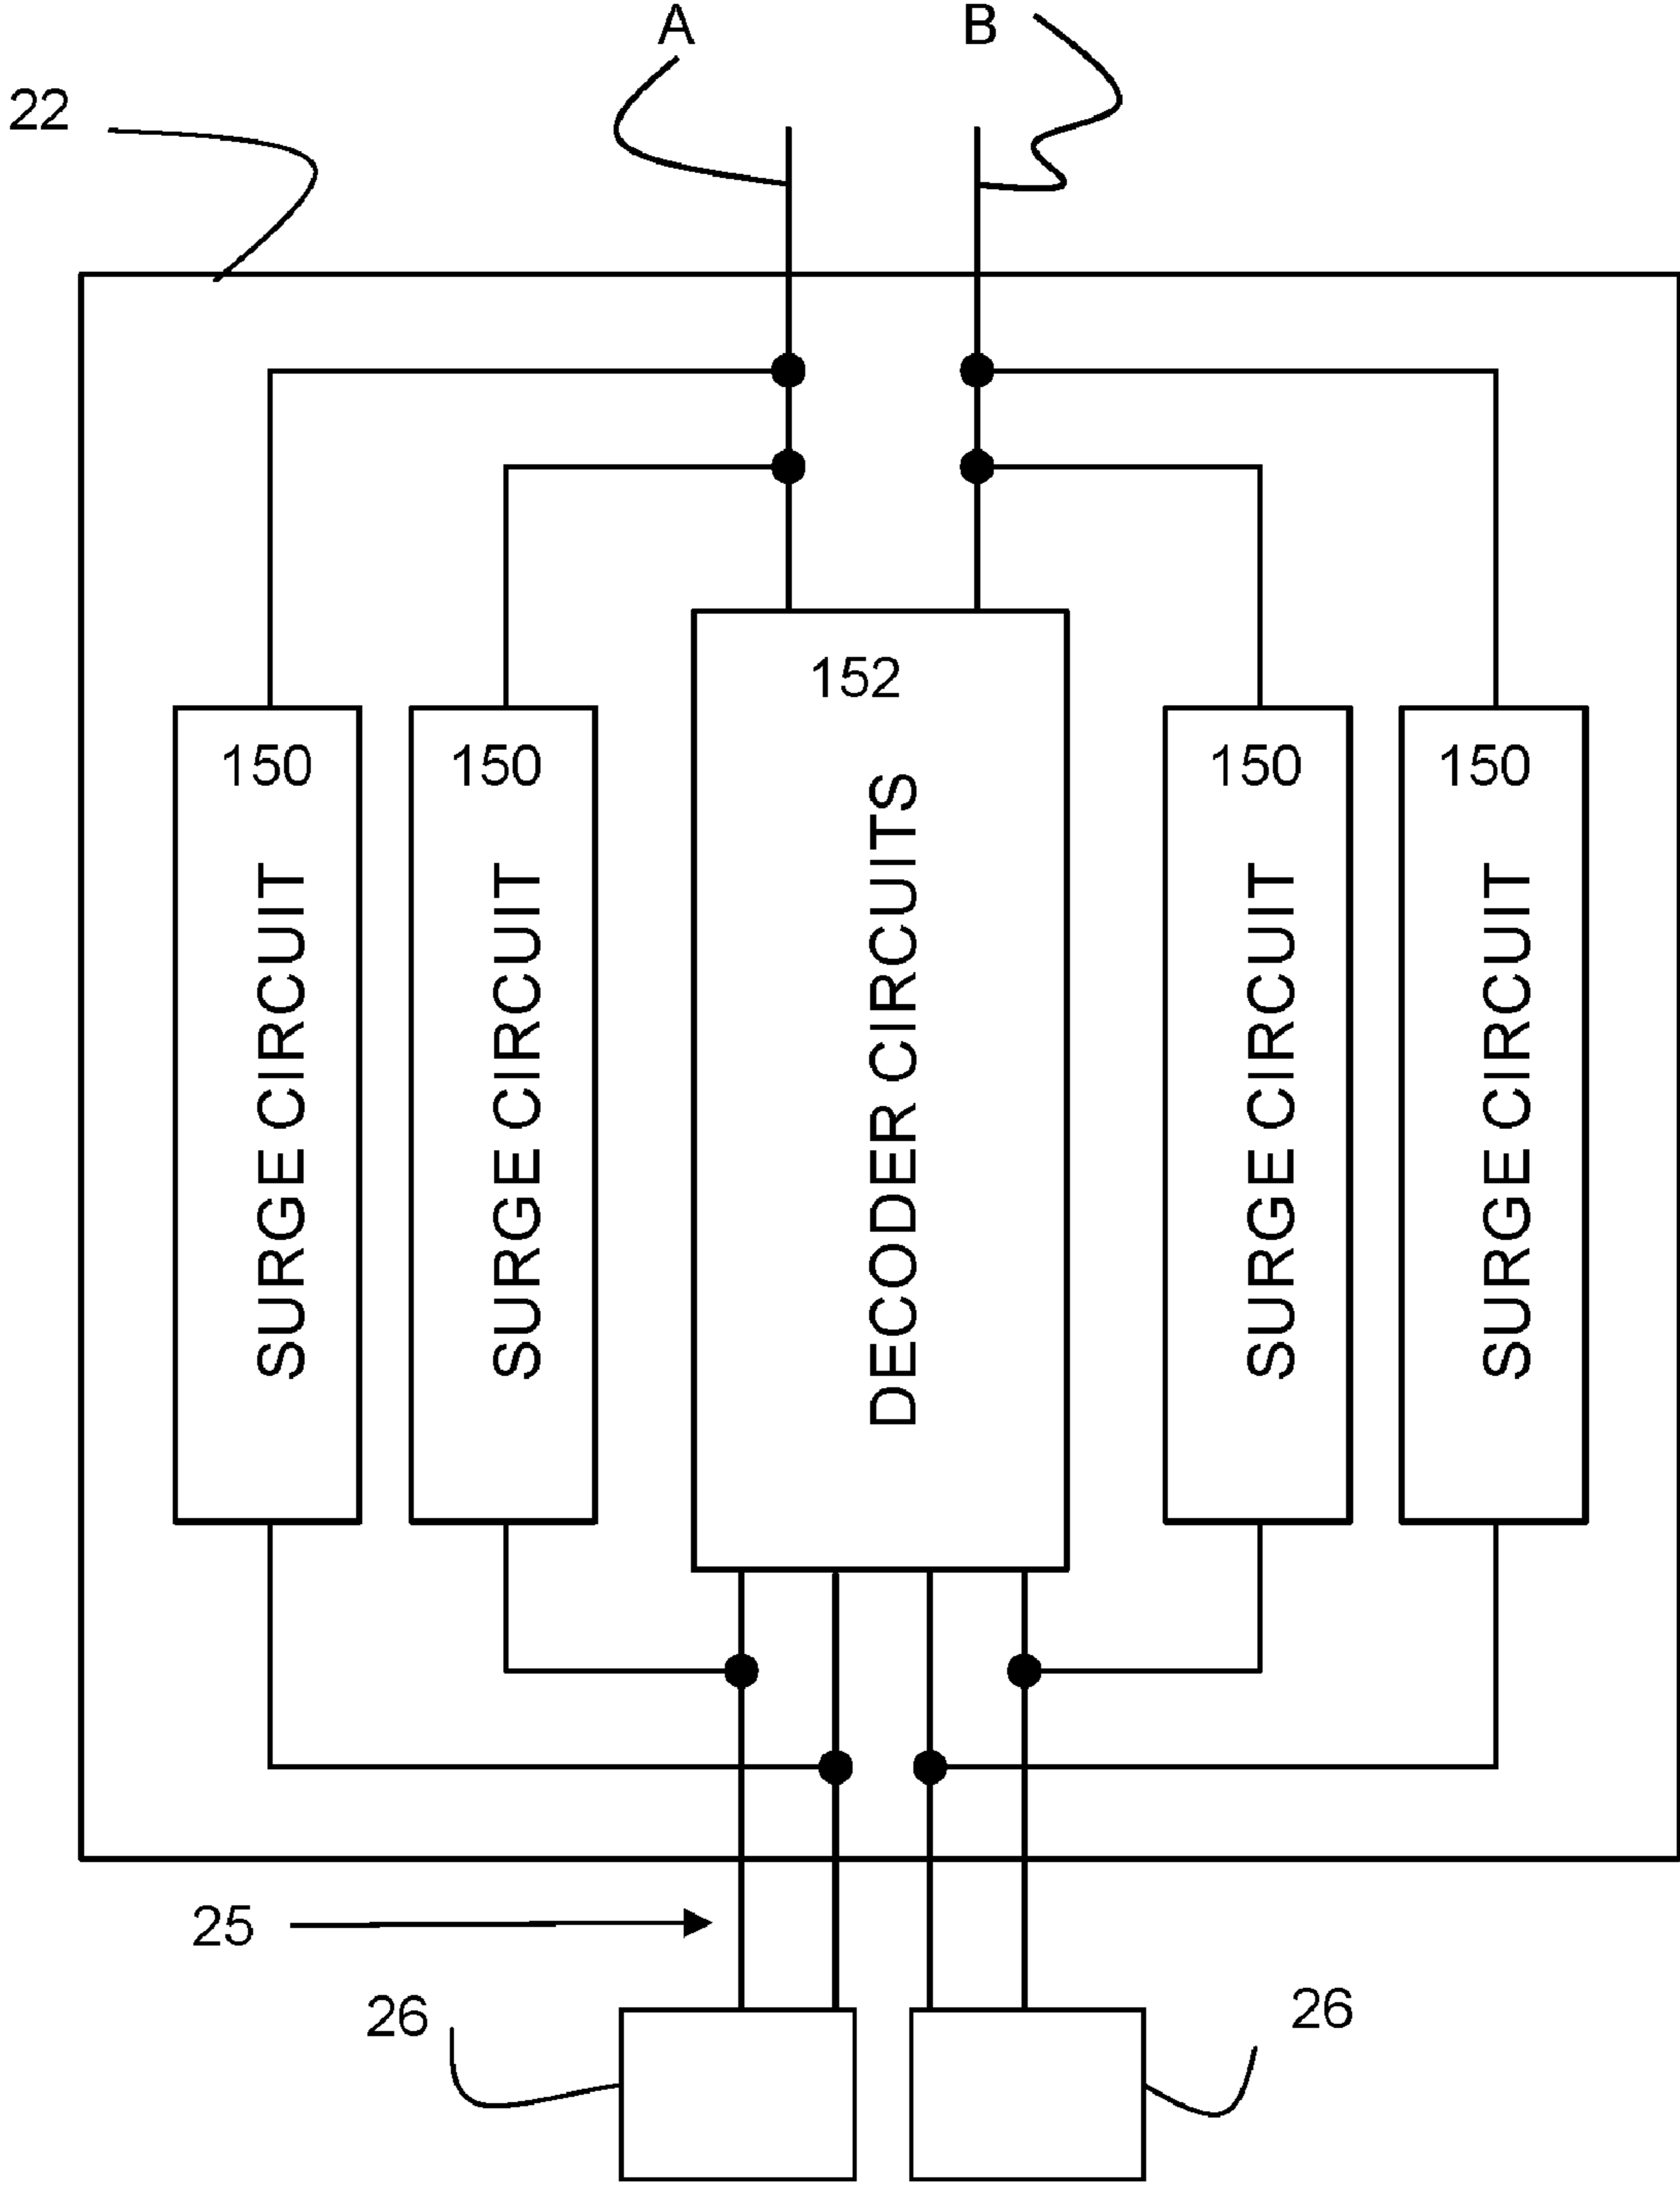 A
B
22
152
150
150
150
150
SURGE CIRCUIT
SURGE CIRCUIT
DECODER CIRCUITS
SURGE CIRCUIT
SURGE CIRCUIT
25
26
26